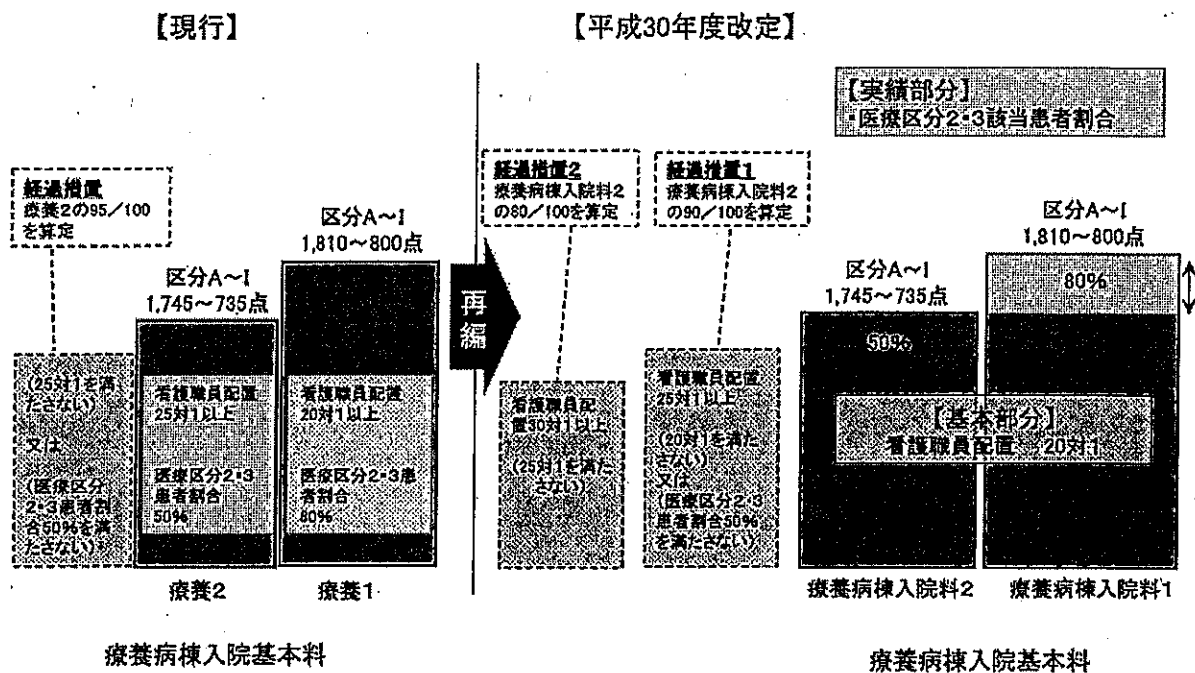 【現行】
経過措置
療養2の95/100
を算定
区分A~I
1,745~735点
区分A~I
1,810~800点
(25対1を満
たさない)
又は
(医療区分
2・3患者割
合50%を満
たさない)
看護職員配置
25対1以上
医療区分2・3
患者割合
50%
看護職員配置
20対1以上
医療区分2・3患
者割合
80%
療養2
療養1
療養病棟入院基本料
再編
【平成30年度改定】
【実績部分】
・医療区分2・3該当患者割合
経過措置2
療養病棟入院料2
の80/100を算定
経過措置1
療養病棟入院料2
の90/100を算定
区分A~I
1,745~735点
区分A~I
1,810~800点
看護職員配
置30対1以上
(25対1を満た
さない)
看護職員配置
25対1以上
(20対1を満た
さない)
又は
(医療区分2・3
患者割合50%
を満たさない)
50%
80%
【基本部分】
看護職員配置 20対1
療養病棟入院料2
療養病棟入院料1
療養病棟入院基本料